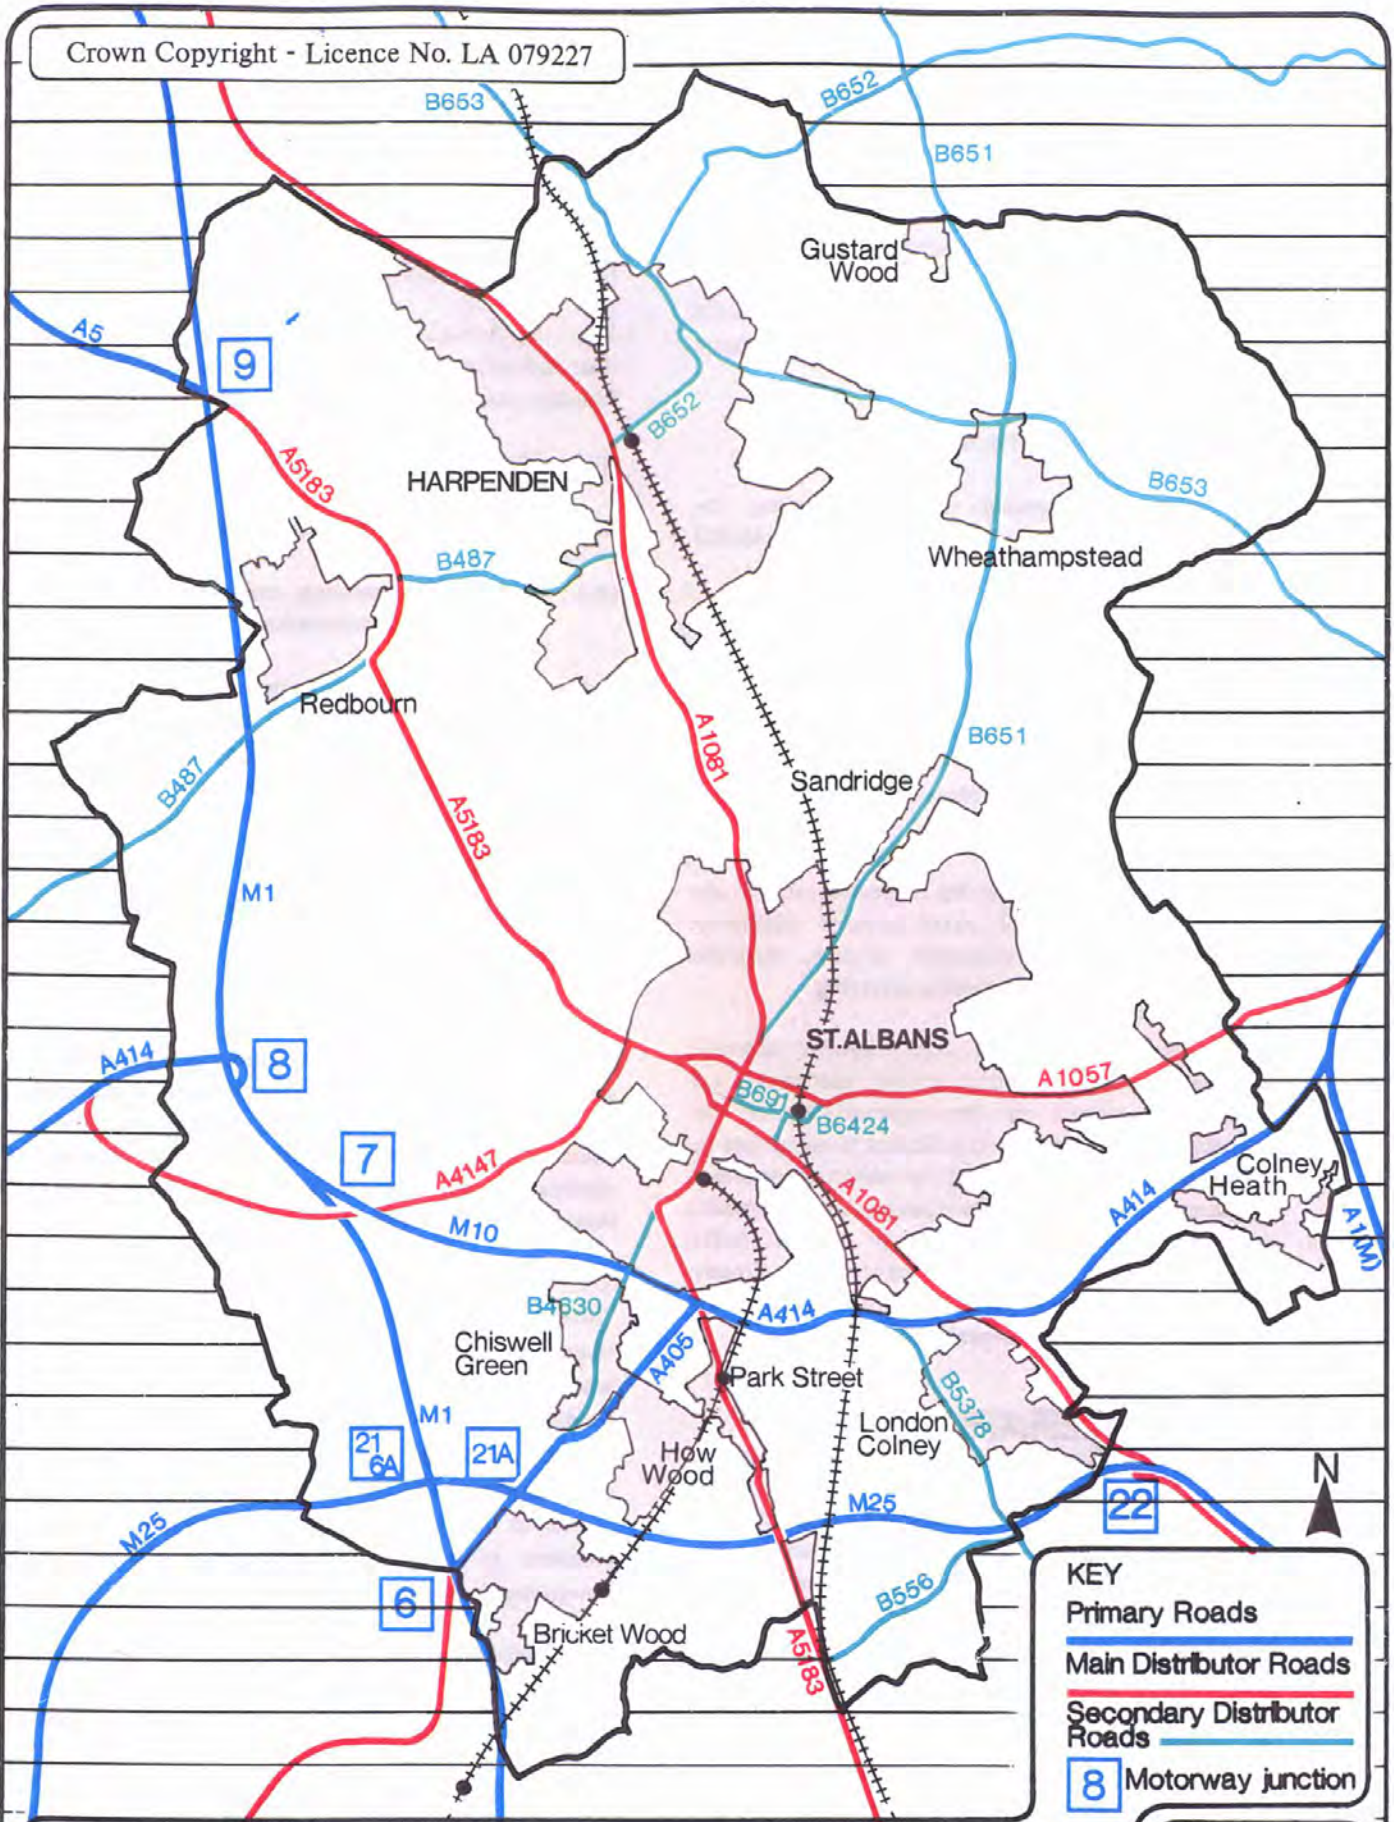 Crown Copyright - Licence No. LA 079227
B653
B652
B651
Gustard
Wood
A5
9
B652
A5183
HARPENDEN
B653
B487
Wheathampstead
Redbourn
A1081
B651
B487
Sandridge
A5183
M1
ST.ALBANS
A414
8
A1057
B691
B6424
7
A4147
Colney
Heath
A1081
A414
M10
A1(M)
B4630
A414
Chiswell
Green
A405
Park Street
B5378
M1
London
Colney
21
6A
21A
How
Wood
N
M25
M25
22
6
B556
Bricket Wood
A5183
KEY
Primary Roads
Main Distributor Roads
Secondary Distributor
Roads
8 Motorway junction